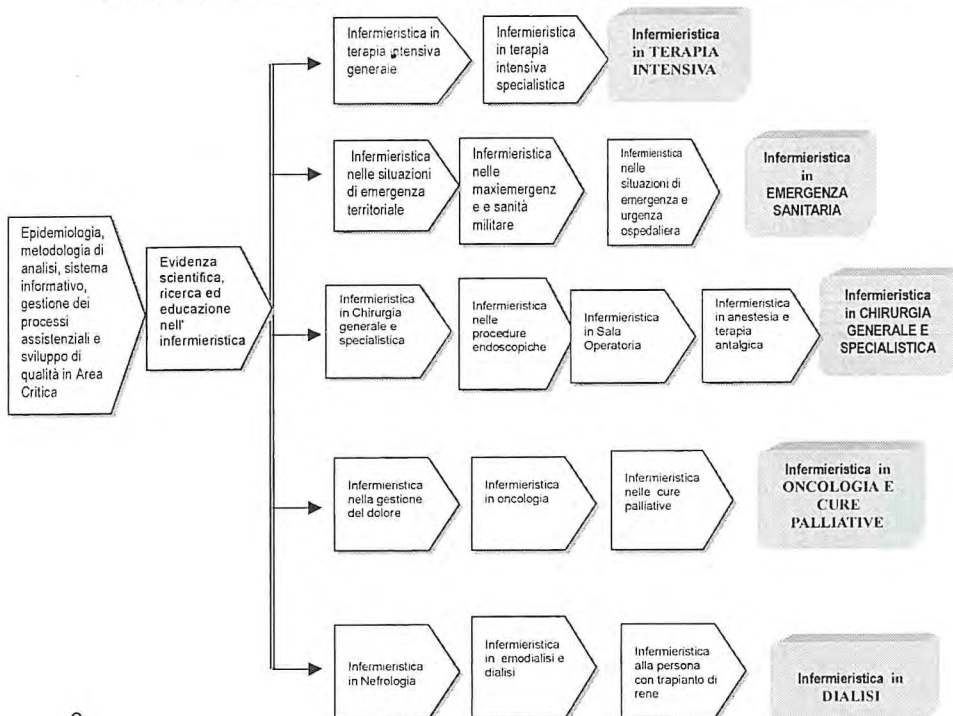 Epidemiologia,
metodologia di
analisi, sistema
informativo,
gestione dei
processi
assistenziali e
sviluppo di
qualità in Area
Critica
Evidenza
scientifica,
ricerca ed
educazione
nell'
infermieristica
Infermieristica in
terapia intensiva
generale
Infermieristica
in terapia
intensiva
specialistica
Infermieristica
in TERAPIA
INTENSIVA
Infermieristica
nelle situazioni
di emergenza
territoriale
Infermieristica
nelle
maxiemergenz
e e sanità
militare
Infermieristica
nelle
situazioni di
emergenza e
urgenza
ospedaliera
Infermieristica
in
EMERGENZA
SANITARIA
Infermieristica
in Chirurgia
generale e
specialistica
Infermieristica
nelle
procedure
endoscopiche
Infermieristica
in Sala
Operatoria
Infermieristica
in anestesia e
terapia
antalgica
Infermieristica
in CHIRURGIA
GENERALE E
SPECIALISTICA
Infermieristica
nella gestione
del dolore
Infermieristica
in oncologia
Infermieristica
nelle cure
palliative
Infermieristica in
ONCOLOGIA E
CURE
PALLIATIVE
Infermieristica
in Nefrologia
Infermieristica
in emodialisi e
dialisi
Infermieristica
alla persona
con trapianto di
rene
Infermieristica in
DIALISI